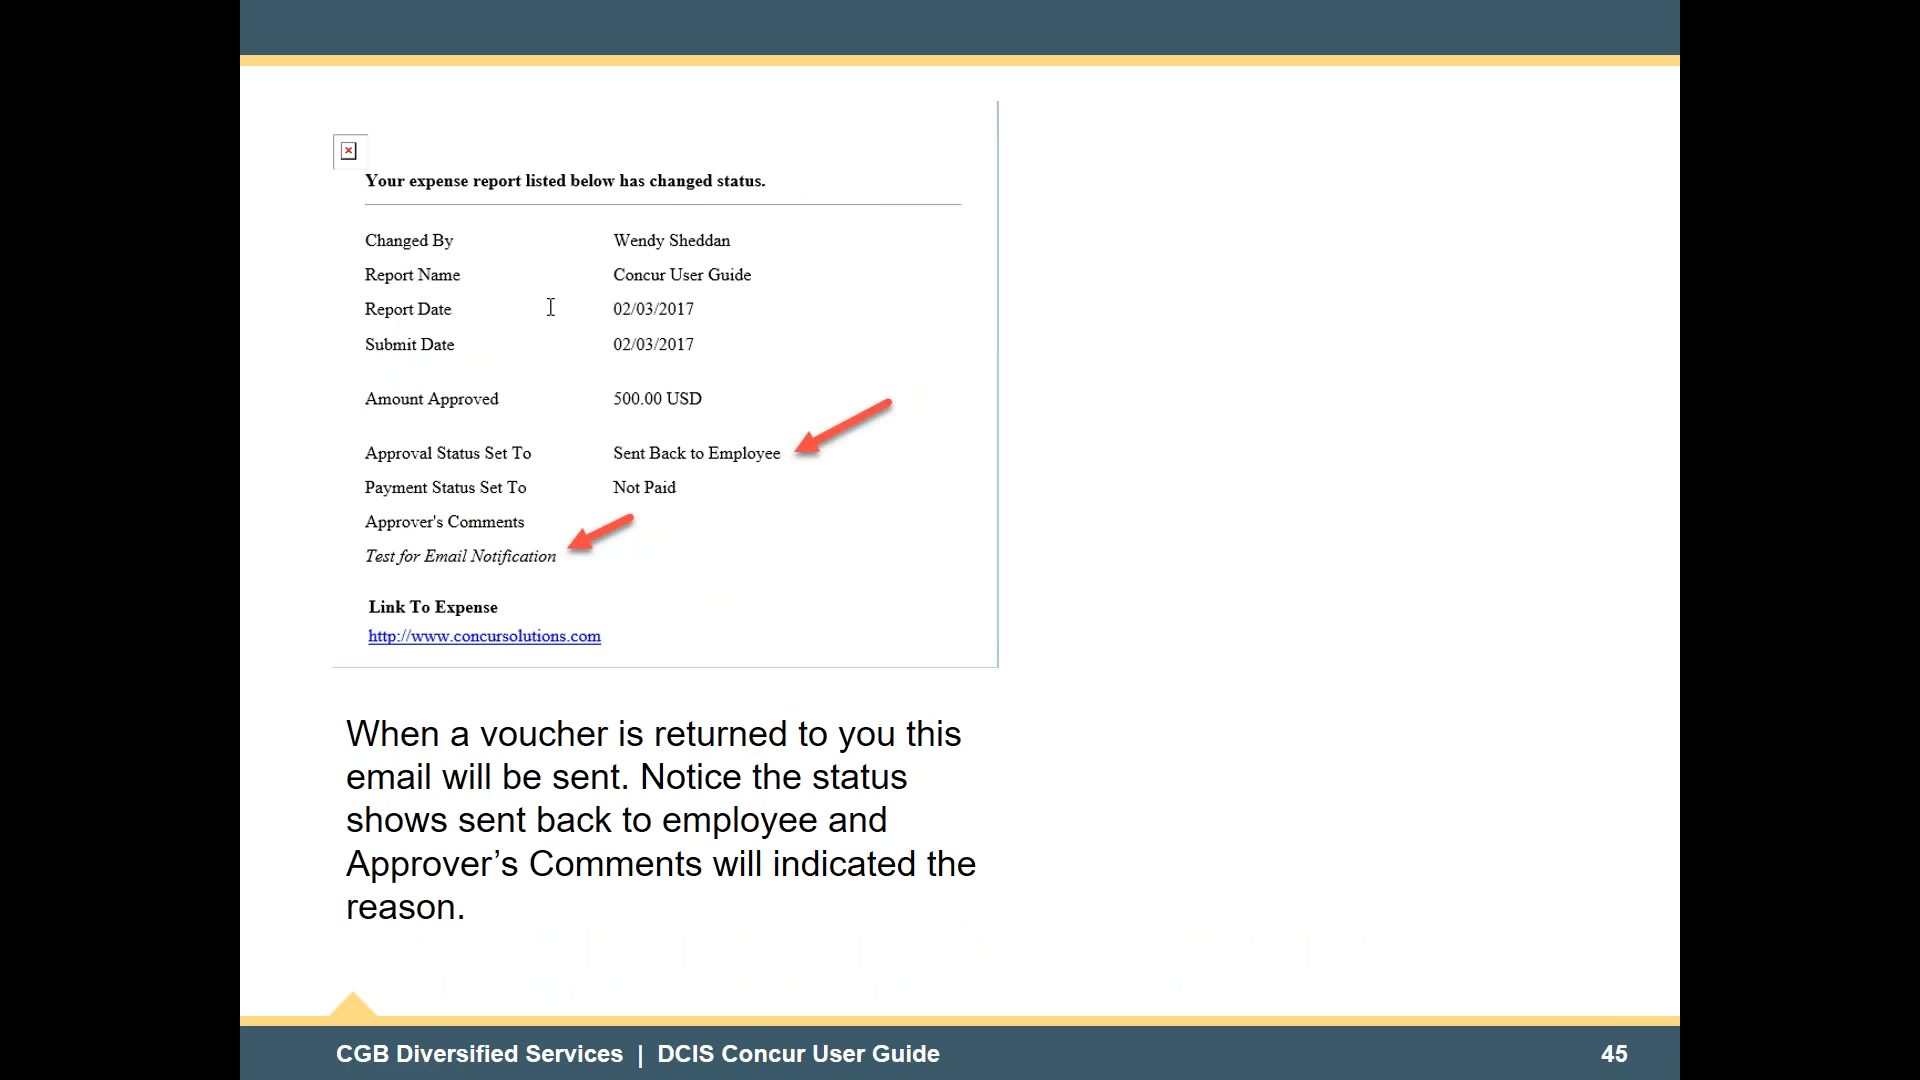 Your expense report listed below has changed status.
Changed By Wendy Sheddan
Report Name Concur User Guide
Report Date 02/03/2017
Submit Date 02/03/2017
Amount Approved 500.00 USD
Approval Status Set To Sent Back to Employee
Payment Status Set To Not Paid
Approver's Comments
Test for Email Notification
Link To Expense
http://www.concursolutions.com
When a voucher is returned to you this
email will be sent. Notice the status
shows sent back to employee and
Approver’s Comments will indicated the
reason.
CGB Diversified Services | DCIS Concur User Guide 45